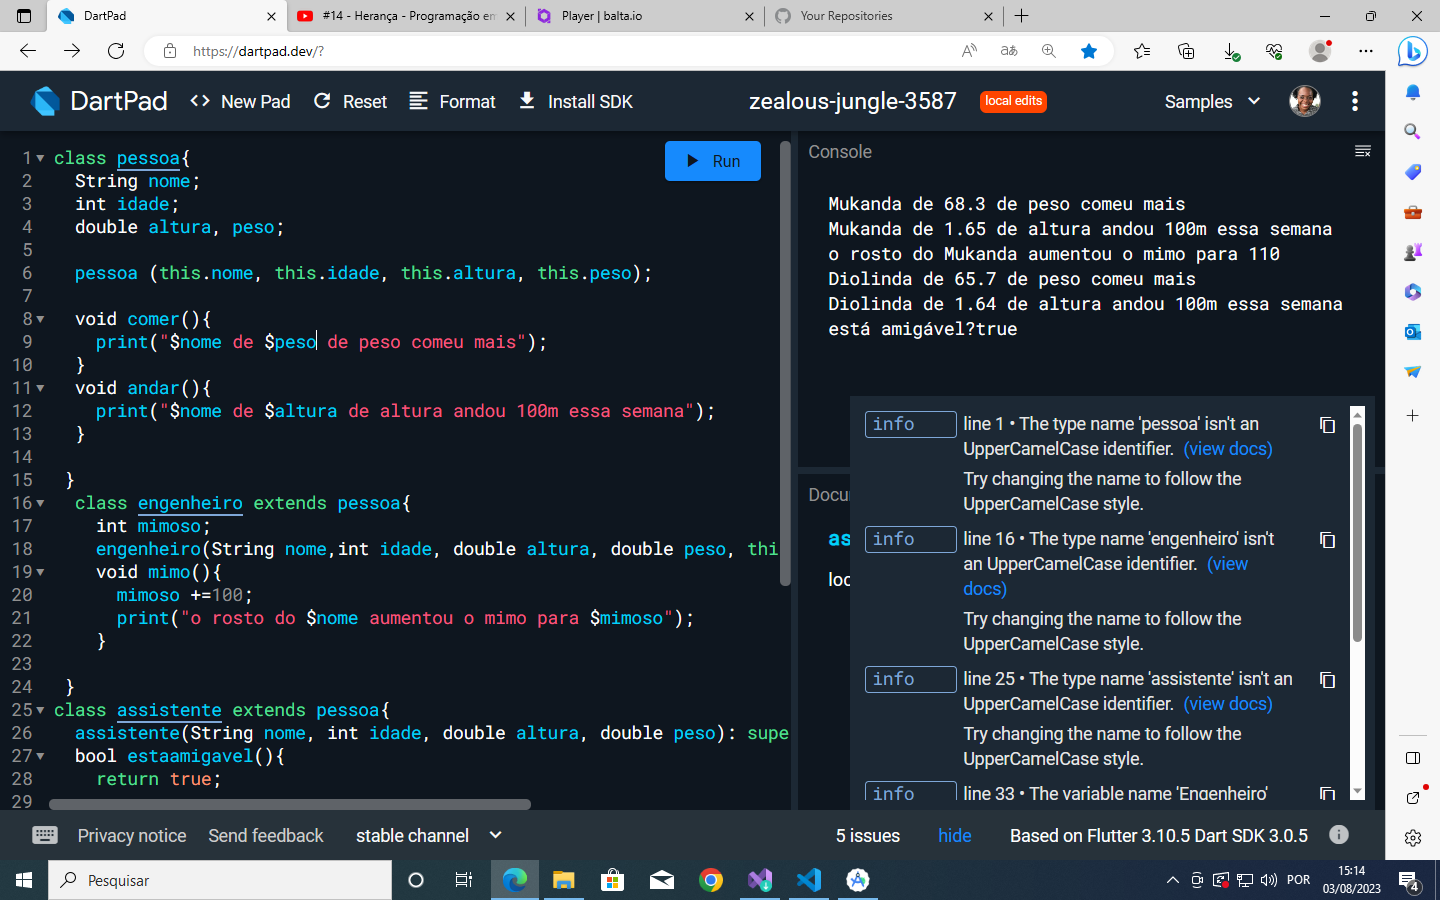 DartPad
#14 - Herança - Programação em
Player | balta.io
Your Repositories
https://dartpad.dev/?
DartPad
<> New Pad
Reset
Format
Install SDK
zealous-jungle-3587
local edits
Samples
1 class pessoa{
2 String nome;
3 int idade;
4 double altura, peso;
5
6 pessoa (this.nome, this.idade, this.altura, this.peso);
7
8 void comer(){
9 print("$nome de $peso de peso comeu mais");
10 }
11 void andar(){
12 print("$nome de $altura de altura andou 100m essa semana");
13 }
14
15 }
16 class engenheiro extends pessoa{
17 int mimoso;
18 engenheiro(String nome,int idade, double altura, double peso, thi
19 void mimo(){
20 mimoso +=100;
21 print("o rosto do $nome aumentou o mimo para $mimoso");
22 }
23
24 }
25 class assistente extends pessoa{
26 assistente(String nome, int idade, double altura, double peso): supe
27 bool estaamigavel(){
28 return true;
29
Run
Console
Mukanda de 68.3 de peso comeu mais
Mukanda de 1.65 de altura andou 100m essa semana
o rosto do Mukanda aumentou o mimo para 110
Diolinda de 65.7 de peso comeu mais
Diolinda de 1.64 de altura andou 100m essa semana
está amigável?true
Docu
as
loc
info line 1 • The type name 'pessoa' isn't an
UpperCamelCase identifier. (view docs)
Try changing the name to follow the
UpperCamelCase style.
info line 16 • The type name 'engenheiro' isn't
an UpperCamelCase identifier. (view
docs)
Try changing the name to follow the
UpperCamelCase style.
info line 25 • The type name 'assistente' isn't an
UpperCamelCase identifier. (view docs)
Try changing the name to follow the
UpperCamelCase style.
info line 33 • The variable name 'Engenheiro'
Privacy notice
Send feedback
stable channel
5 issues
hide
Based on Flutter 3.10.5 Dart SDK 3.0.5
Pesquisar
POR
15:14
03/08/2023
4